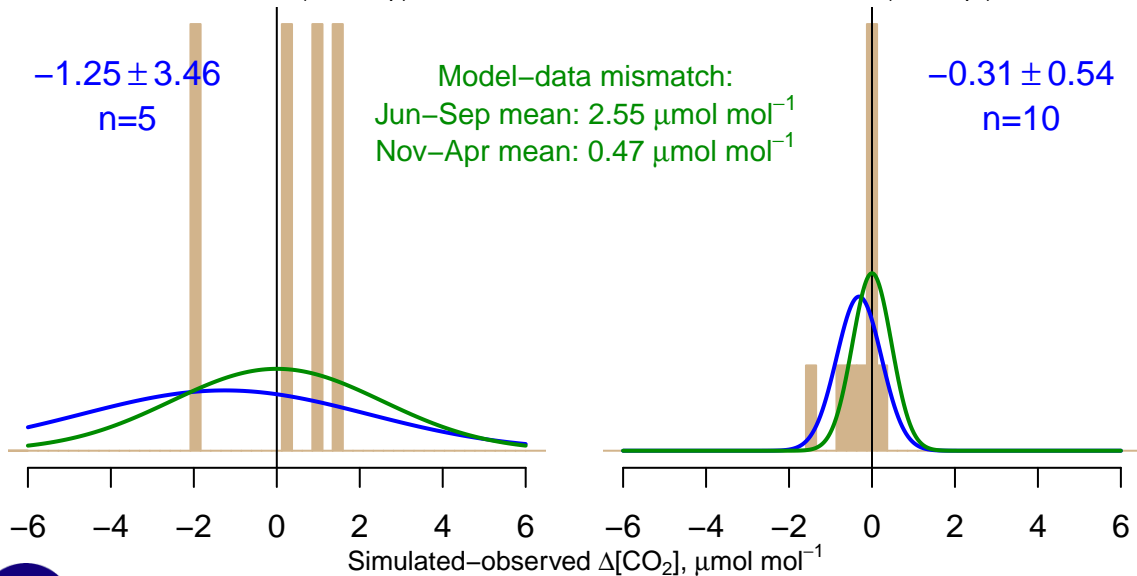 −1.25 ± 3.46
n=5
Model−data mismatch:
Jun−Sep mean: 2.55 μmol mol⁻¹
Nov−Apr mean: 0.47 μmol mol⁻¹
−0.31 ± 0.54
n=10
−6 −4 −2 0 2 4 6
−6 −4 −2 0 2 4 6
Simulated−observed Δ[CO₂], μmol mol⁻¹